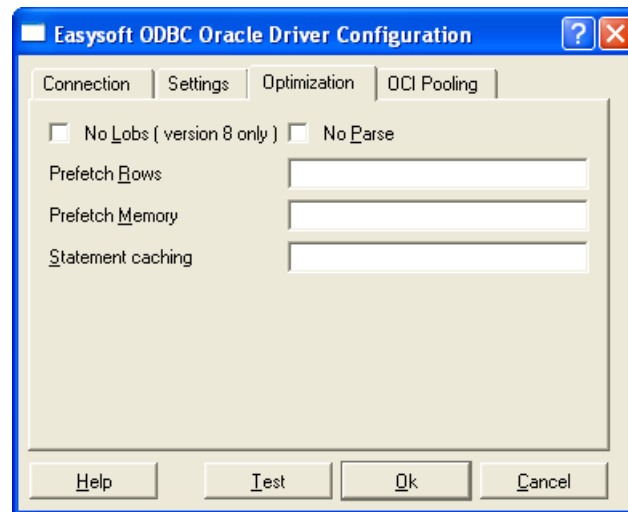 Easysoft ODBC Oracle Driver Configuration ?
Connection Settings Optimization OCI Pooling
No Lobs ( version 8 only ) No Parse
Prefetch Rows
Prefetch Memory
Statement caching
Help Test Ok Cancel